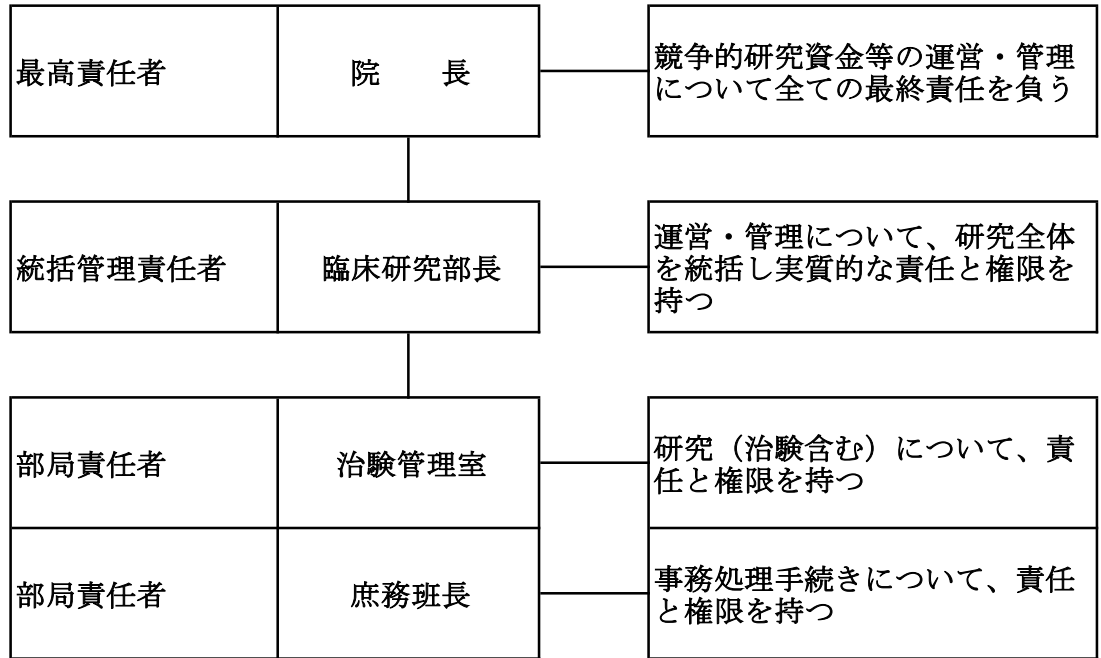 最高責任者
院　　長
競争的研究資金等の運営・管理
について全ての最終責任を負う
統括管理責任者
臨床研究部長
運営・管理について、研究全体
を統括し実質的な責任と権限を
持つ
部局責任者
治験管理室
研究（治験含む）について、責
任と権限を持つ
部局責任者
庶務班長
事務処理手続きについて、責任
と権限を持つ